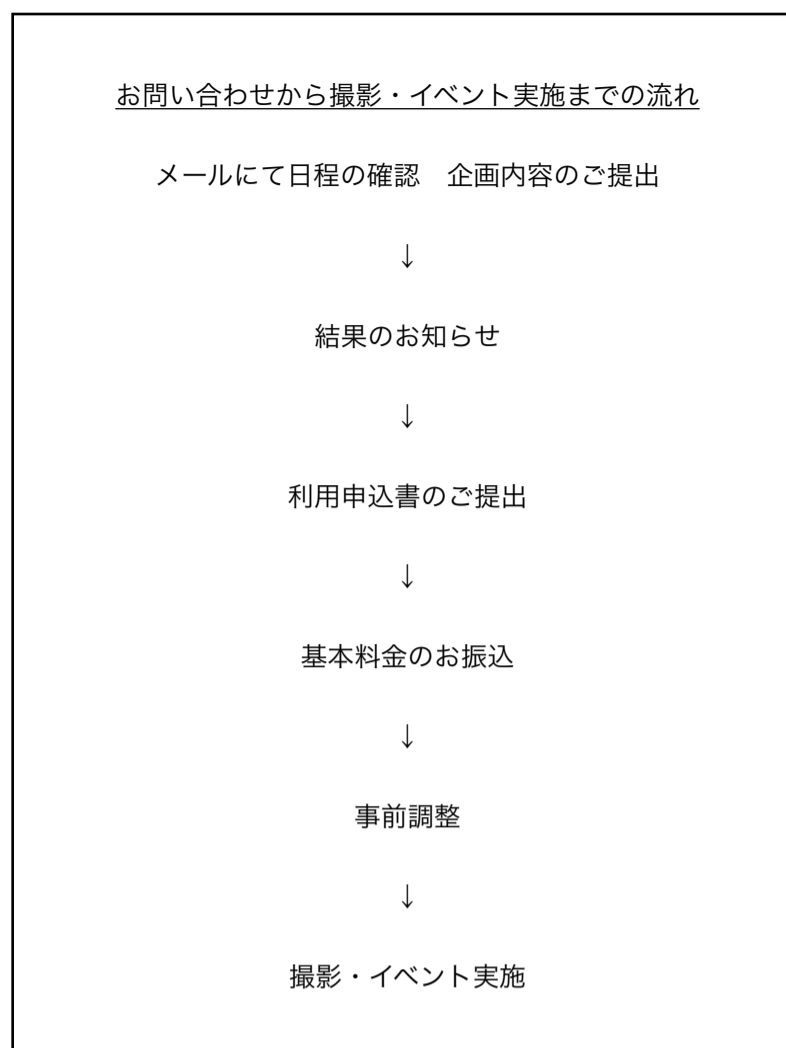 お問い合わせから撮影・イベント実施までの流れ
メールにて日程の確認　企画内容のご提出
↓
結果のお知らせ
↓
利用申込書のご提出
↓
基本料金のお振込
↓
事前調整
↓
撮影・イベント実施